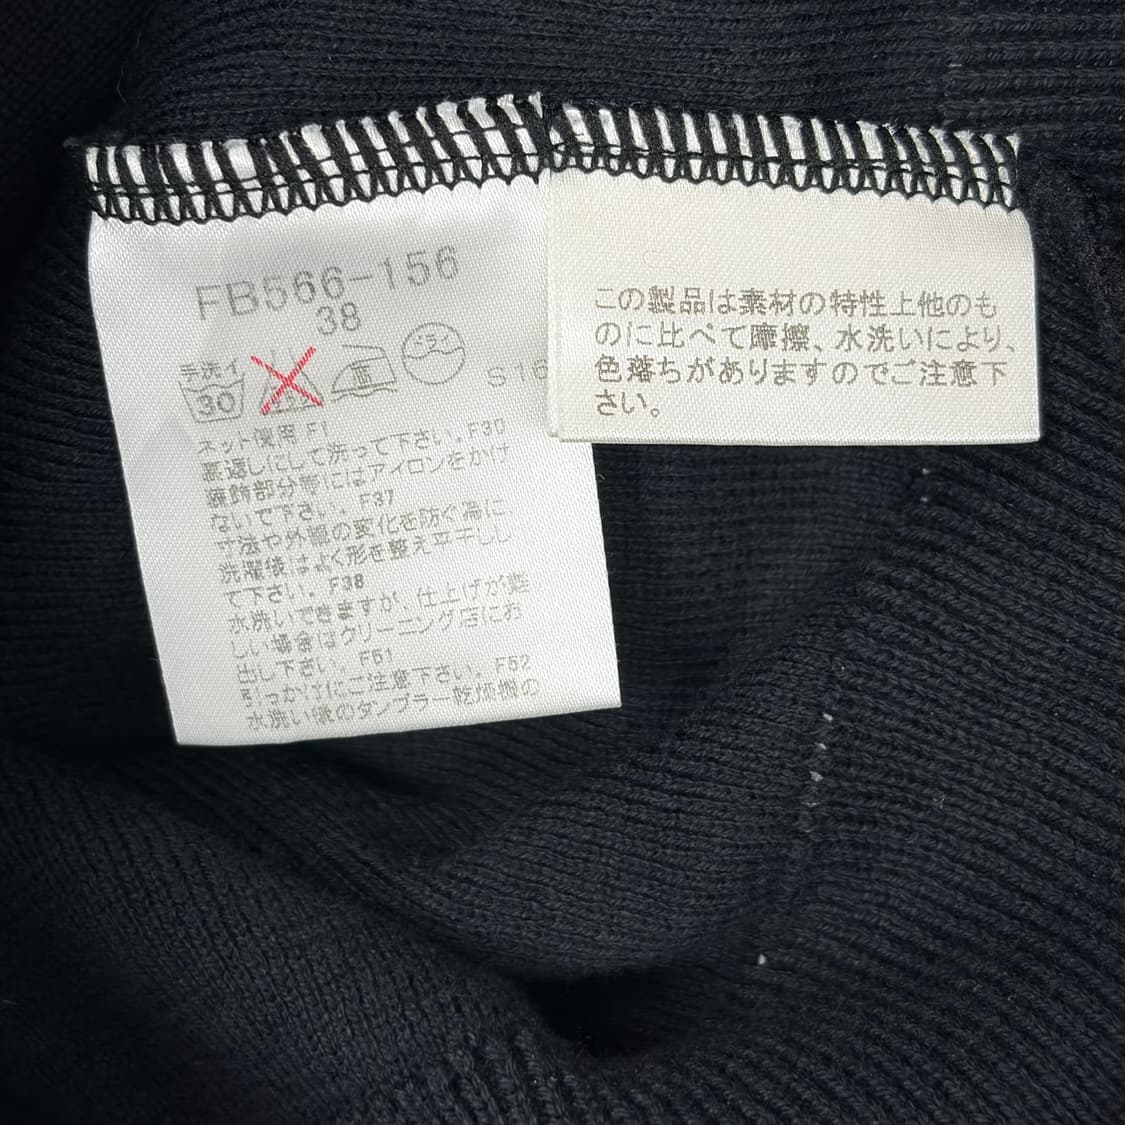 FB566-156
38
手洗イ
30
中
ドライ
S16
ネット使用 F1
裏返しにして洗って下さい。F30
装飾部分等にはアイロンをかけ
ないで下さい。F37
寸法や外観の変化を防ぐ為に、
洗濯後はよく形を整え平干しし
て下さい。F38
水洗いできますが、仕上げが難
しい場合はクリーニング店にお
出し下さい。F51
引っかけにご注意下さい。F52
水洗い後のタンブラー乾燥機の
この製品は素材の特性上他のも
のに比べて摩擦、水洗いにより、
色落ちがありますのでご注意下
さい。